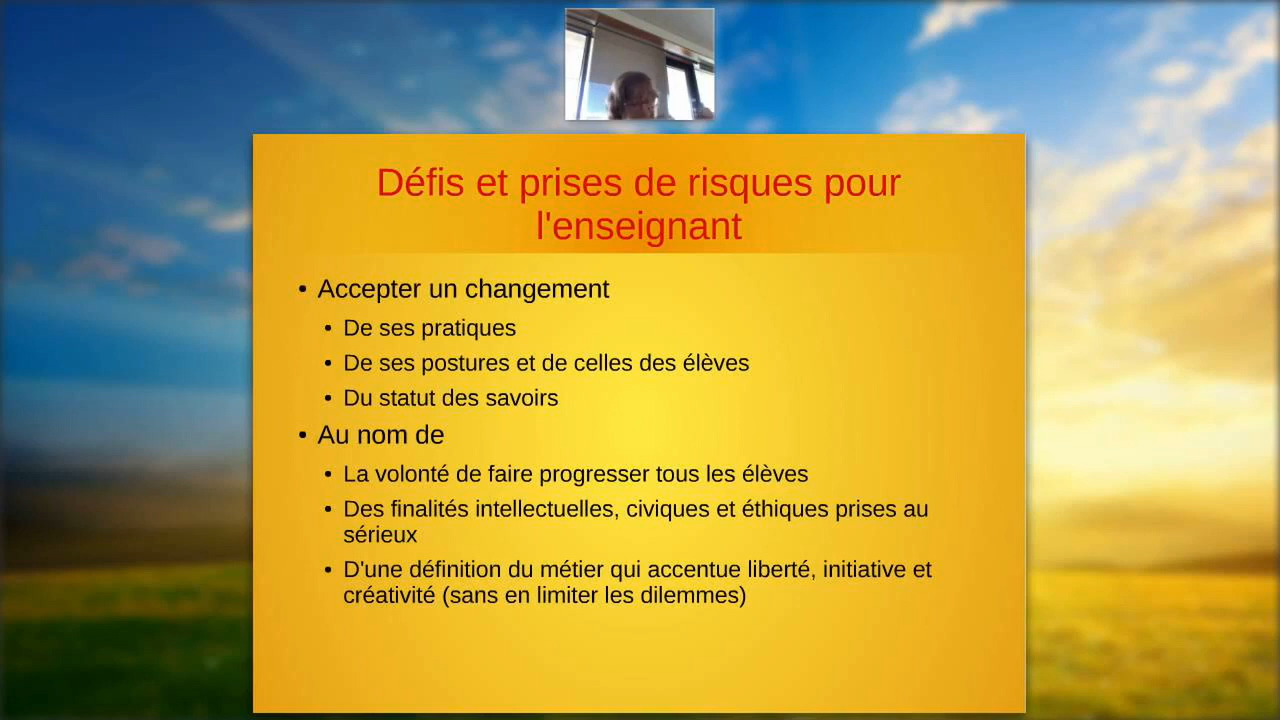 Défis et prises de risques pour
l'enseignant
• Accepter un changement
• De ses pratiques
• De ses postures et de celles des élèves
• Du statut des savoirs
• Au nom de
• La volonté de faire progresser tous les élèves
• Des finalités intellectuelles, civiques et éthiques prises au
sérieux
• D'une définition du métier qui accentue liberté, initiative et
créativité (sans en limiter les dilemmes)